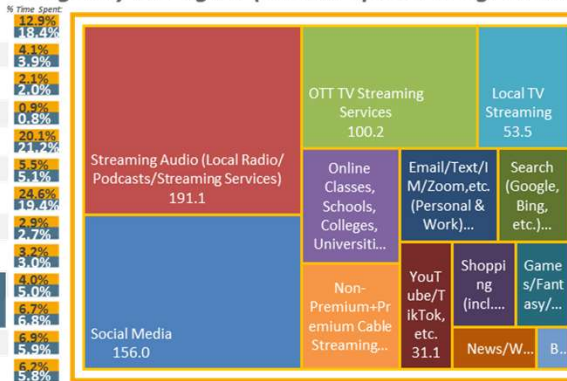 % Time Spent:
12.9%
18.4%
4.1%
3.9%
2.1%
2.0%
0.9%
0.8%
20.1%
21.2%
5.5%
5.1%
24.6%
19.4%
2.9%
2.7%
3.2%
3.0%
4.0%
5.0%
6.7%
6.8%
6.9%
5.9%
6.2%
5.8%
Streaming Audio (Local Radio/
Podcasts/Streaming Services)
191.1
Social Media
156.0
OTT TV Streaming
Services
100.2
Local TV
Streaming
53.5
Online
Classes,
Schools,
Colleges,
Universiti...
Email/Text/I
M/Zoom,etc.
(Personal &
Work)...
Search
(Google,
Bing,
etc.)...
Non-
Premium+Pr
emium Cable
Streaming...
YouT
ube/T
ikTok,
etc.
31.1
Shoppi
ng
(incl....
Game
s/Fant
asy/...
News/W...
B...